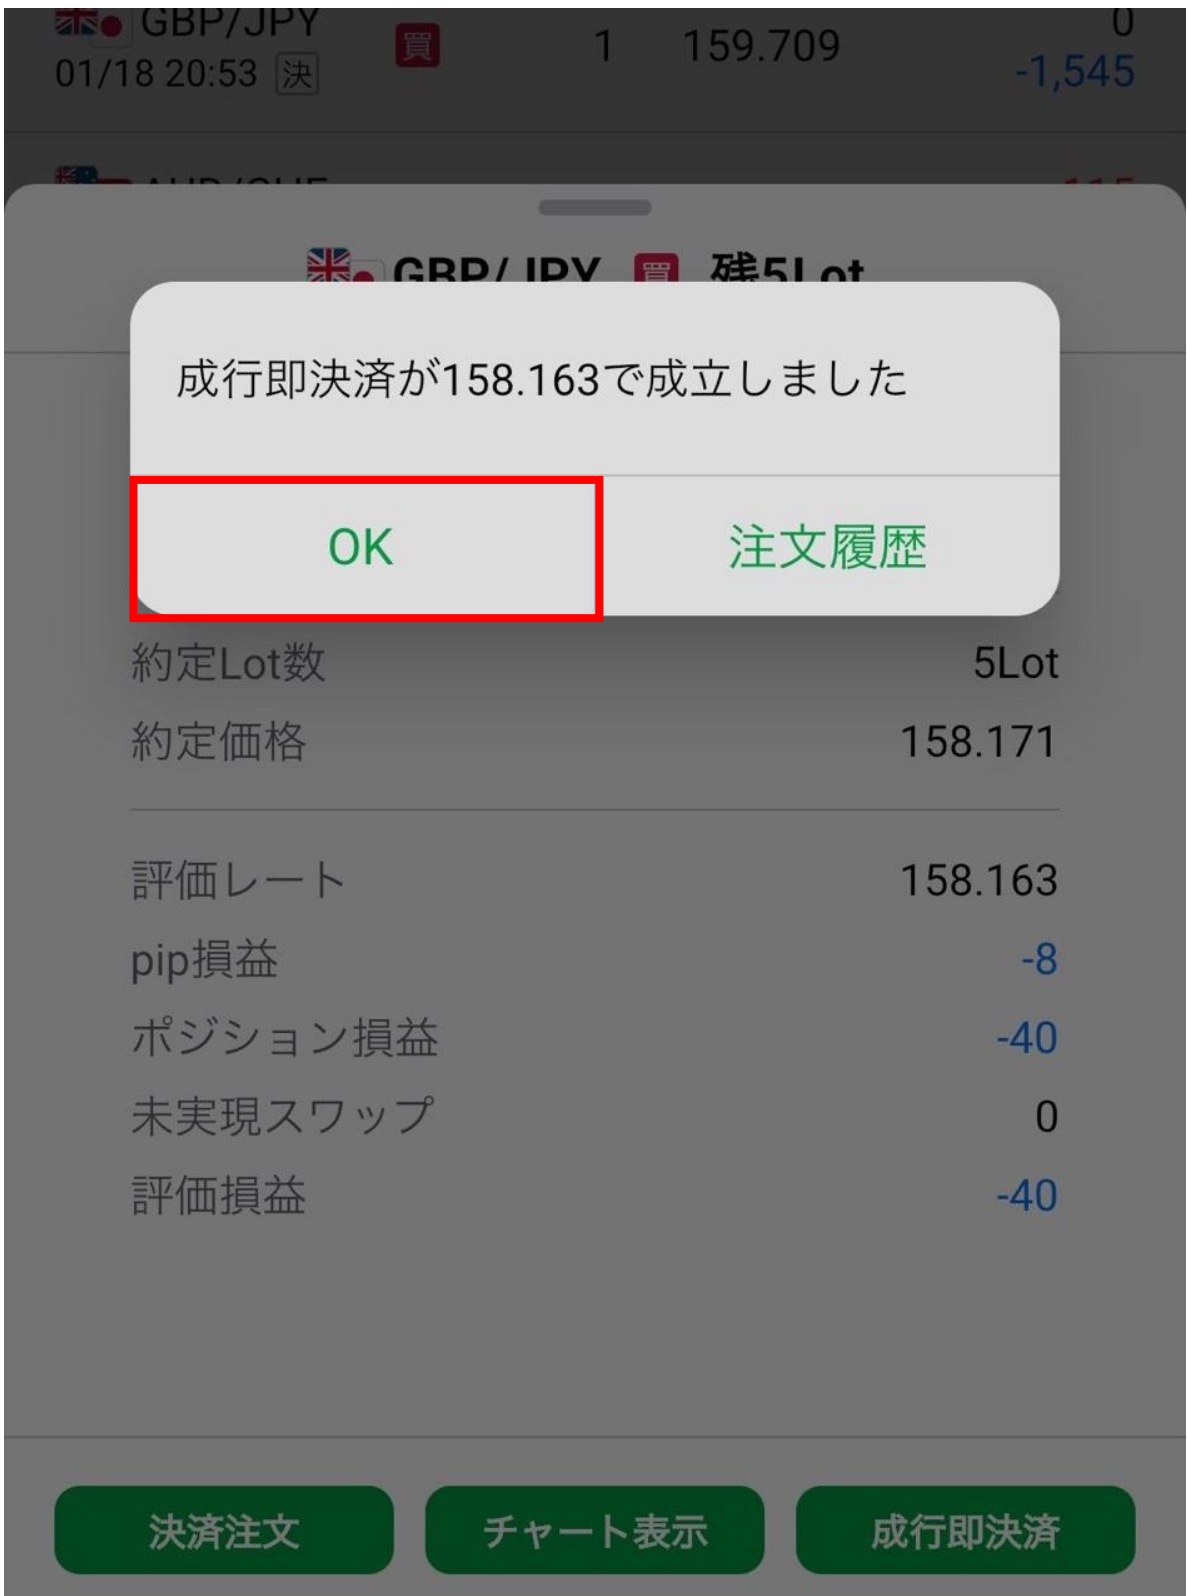 GBP/JPY 買 1 159.709 0
01/18 20:53 決 -1,545
GBP/JPY 買 残5Lot
成行即決済が158.163で成立しました
OK 注文履歴
約定Lot数 5Lot
約定価格 158.171
評価レート 158.163
pip損益 -8
ポジション損益 -40
未実現スワップ 0
評価損益 -40
決済注文 チャート表示 成行即決済